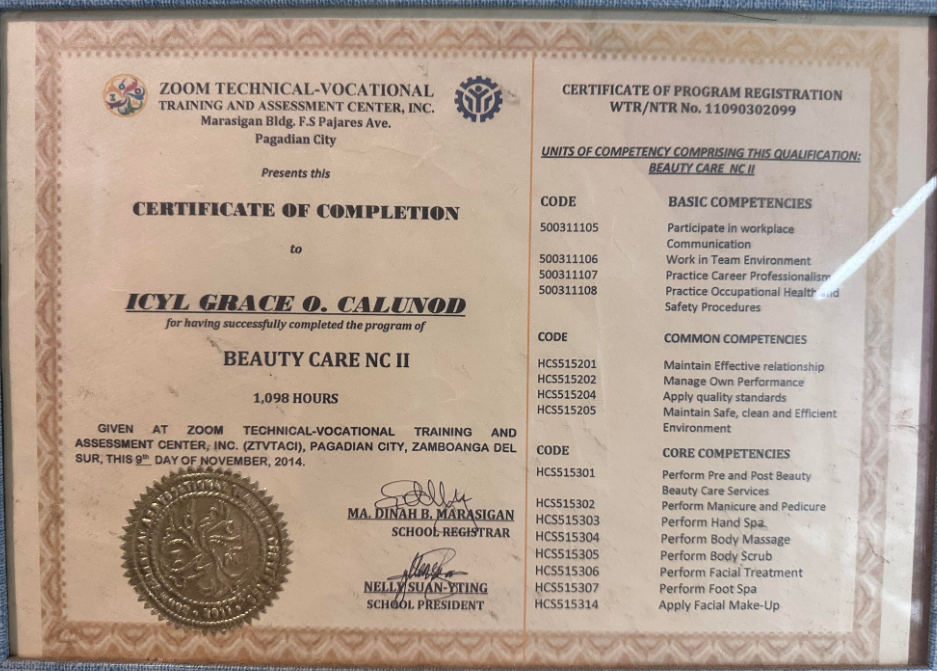 ZOOM TECHNICAL-VOCATIONAL
TRAINING AND ASSESSMENT CENTER, INC.
Marasigan Bldg. F.S Pajares Ave.
Pagadian City
Presents this
CERTIFICATE OF COMPLETION
to
ICYL GRACE O. CALUNOD
for having successfully completed the program of
BEAUTY CARE NC II
1,098 HOURS
GIVEN AT ZOOM TECHNICAL-VOCATIONAL TRAINING AND
ASSESSMENT CENTER, INC. (ZTVTACI), PAGADIAN CITY, ZAMBOANGA DEL
SUR, THIS 9th DAY OF NOVEMBER, 2014.
MA. DINAH B. MARASIGAN
SCHOOL REGISTRAR
NELLY SUAN-YTING
SCHOOL PRESIDENT
CERTIFICATE OF PROGRAM REGISTRATION
WTR/NTR No. 11090302099
UNITS OF COMPETENCY COMPRISING THIS QUALIFICATION:
BEAUTY CARE NC II
CODE BASIC COMPETENCIES
500311105 Participate in workplace
Communication
500311106 Work in Team Environment
500311107 Practice Career Professionalism
500311108 Practice Occupational Health and
Safety Procedures
CODE COMMON COMPETENCIES
HCS515201 Maintain Effective relationship
HCS515202 Manage Own Performance
HCS515204 Apply quality standards
HCS515205 Maintain Safe, clean and Efficient
Environment
CODE CORE COMPETENCIES
HCS515301 Perform Pre and Post Beauty
Beauty Care Services
HCS515302 Perform Manicure and Pedicure
HCS515303 Perform Hand Spa
HCS515304 Perform Body Massage
HCS515305 Perform Body Scrub
HCS515306 Perform Facial Treatment
HCS515307 Perform Foot Spa
HCS515314 Apply Facial Make-Up